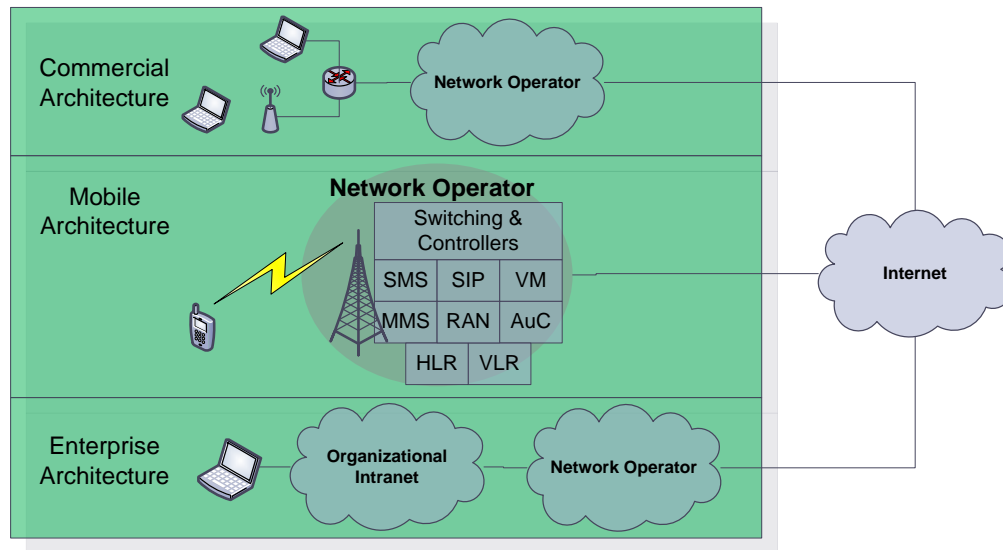 Commercial
Architecture
Network
Operator
Mobile
Architecture
Network Operator
Switching &
Controllers
SMS SIP VM
MMS RAN AuC
HLR VLR
Internet
Enterprise
Architecture
Organizational
Intranet
Network Operator